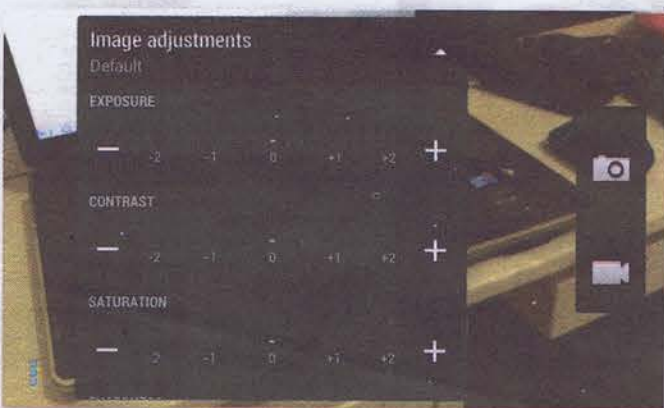 Image adjustments
Default
EXPOSURE
− -2 -1 0 +1 +2 +
CONTRAST
− -2 -1 0 +1 +2 +
SATURATION
− -2 -1 0 +1 +2 +